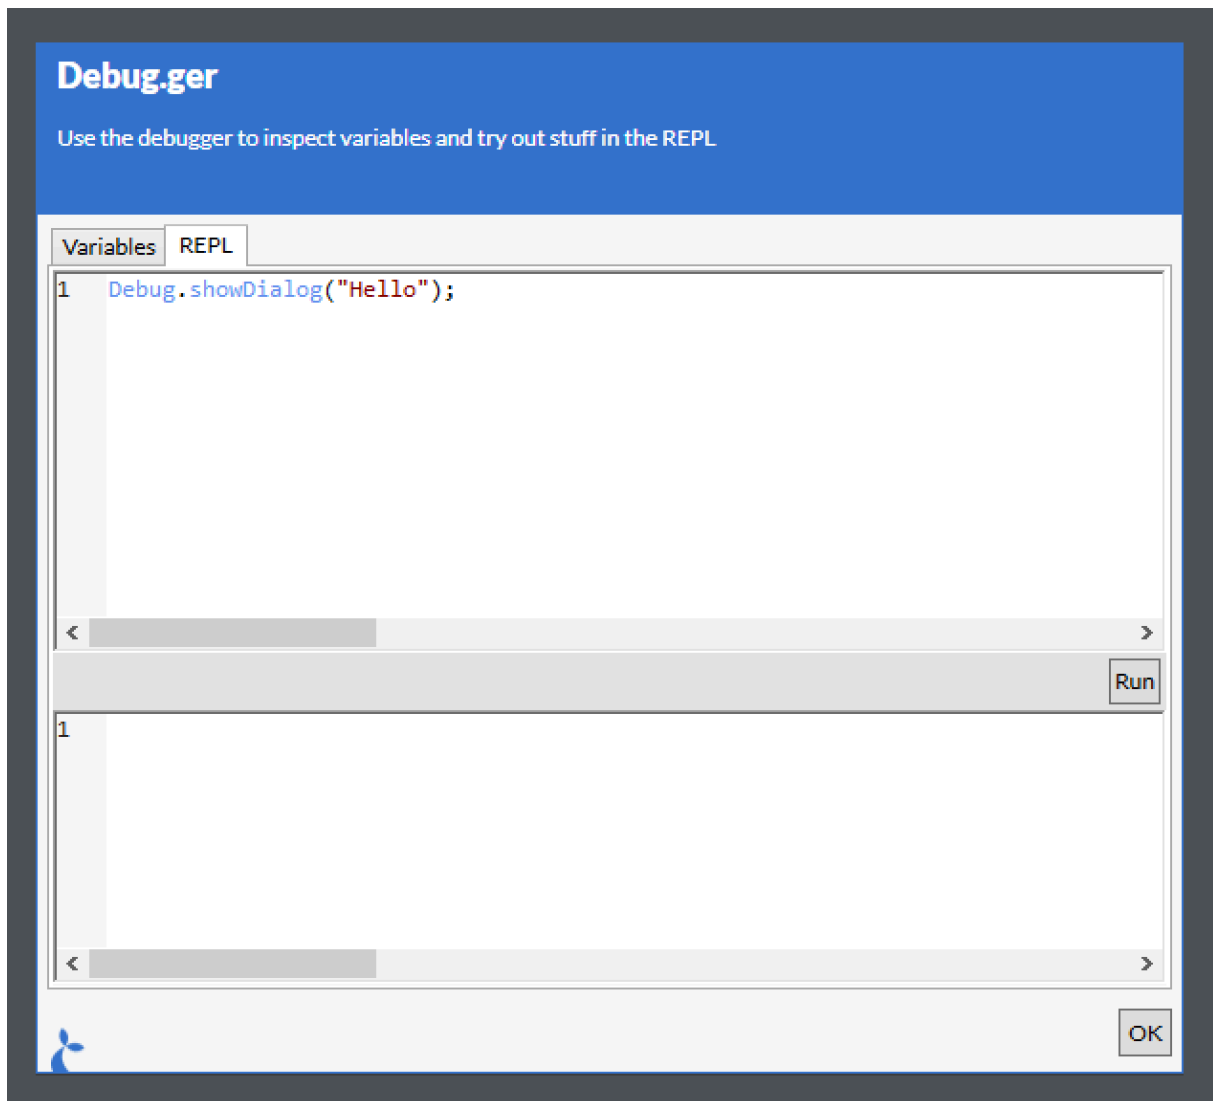 Debug.ger
Use the debugger to inspect variables and try out stuff in the REPL
Variables REPL
1 Debug.showDialog("Hello");
Run
1
OK